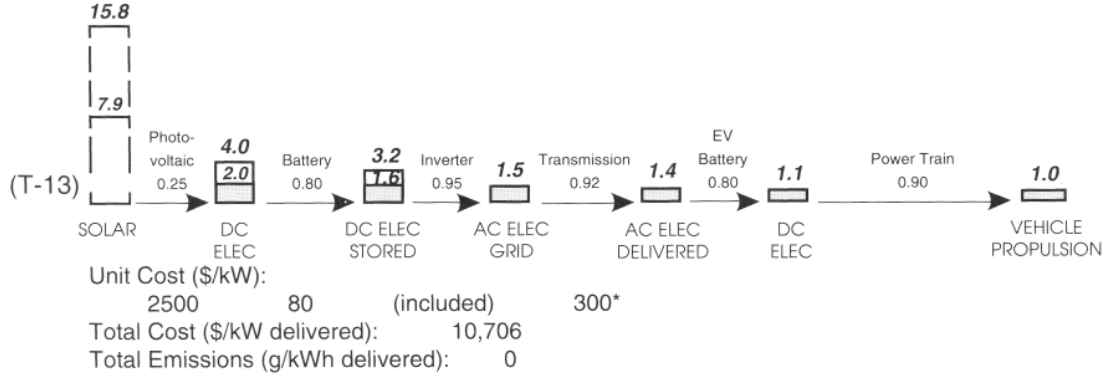 15.8
7.9
Photo-
voltaic
0.25
4.0
2.0
Battery
0.80
3.2
1.6
Inverter
0.95
1.5
Transmission
0.92
1.4
EV
Battery
0.80
1.1
Power Train
0.90
1.0
(T-13)
SOLAR
DC
ELEC
DC ELEC
STORED
AC ELEC
GRID
AC ELEC
DELIVERED
DC
ELEC
VEHICLE
PROPULSION
Unit Cost ($/kW):
2500 80 (included) 300*
Total Cost ($/kW delivered): 10,706
Total Emissions (g/kWh delivered): 0